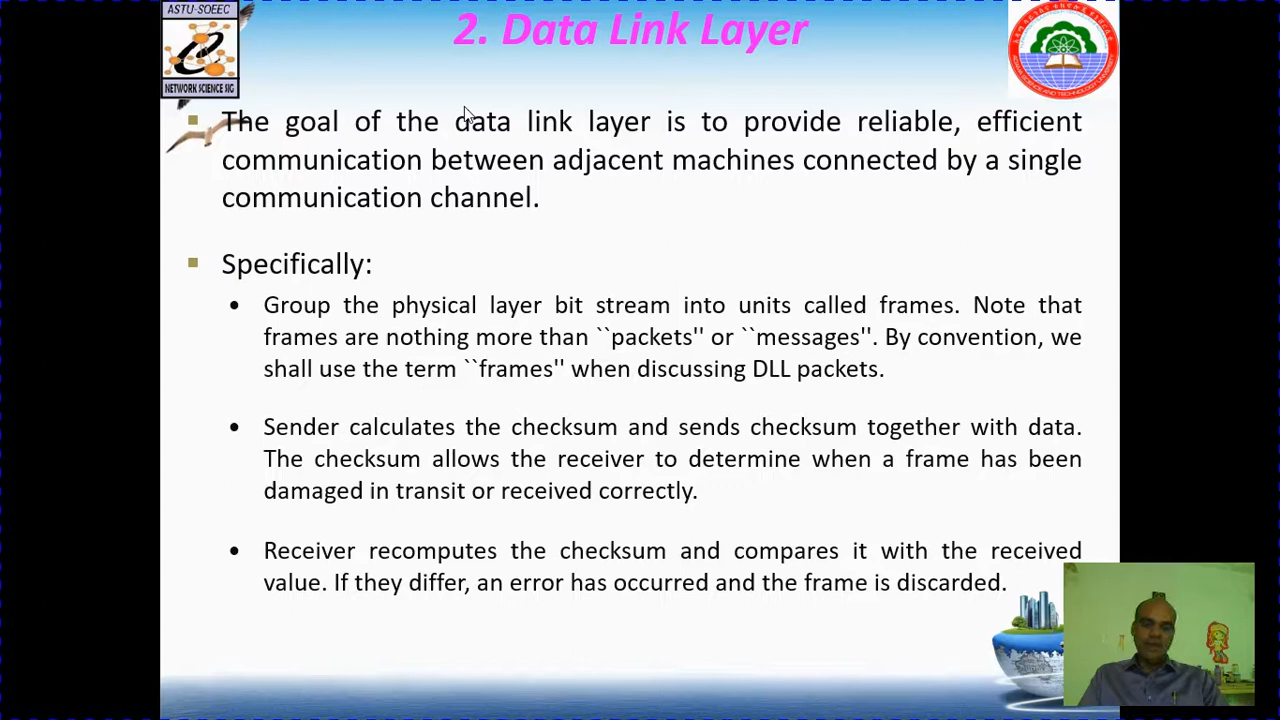 ASTU-SOEEC
NETWORK SCIENCE SIG
2. Data Link Layer
The goal of the data link layer is to provide reliable, efficient
communication between adjacent machines connected by a single
communication channel.
Specifically:
Group the physical layer bit stream into units called frames. Note that
frames are nothing more than ``packets'' or ``messages''. By convention, we
shall use the term ``frames'' when discussing DLL packets.
Sender calculates the checksum and sends checksum together with data.
The checksum allows the receiver to determine when a frame has been
damaged in transit or received correctly.
Receiver recomputes the checksum and compares it with the received
value. If they differ, an error has occurred and the frame is discarded.